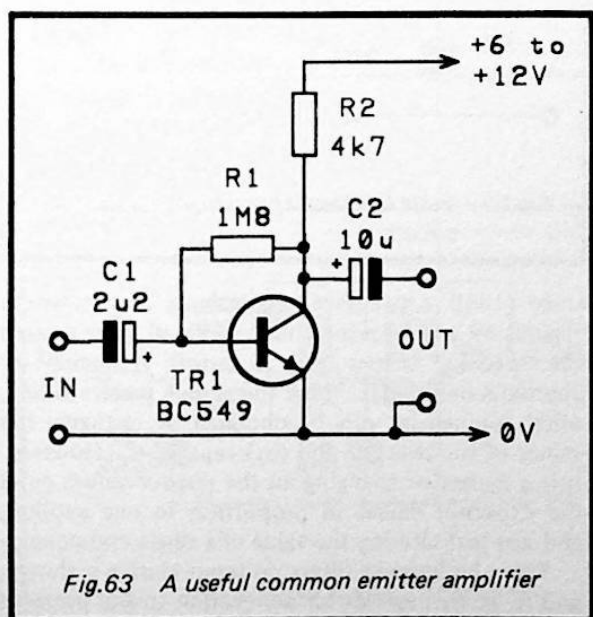 +6 to
+12V
R2
4k7
R1
1M8
C2
+ 10u
C1
2u2
+
IN
TR1
BC549
OUT
0V
Fig.63 A useful common emitter amplifier